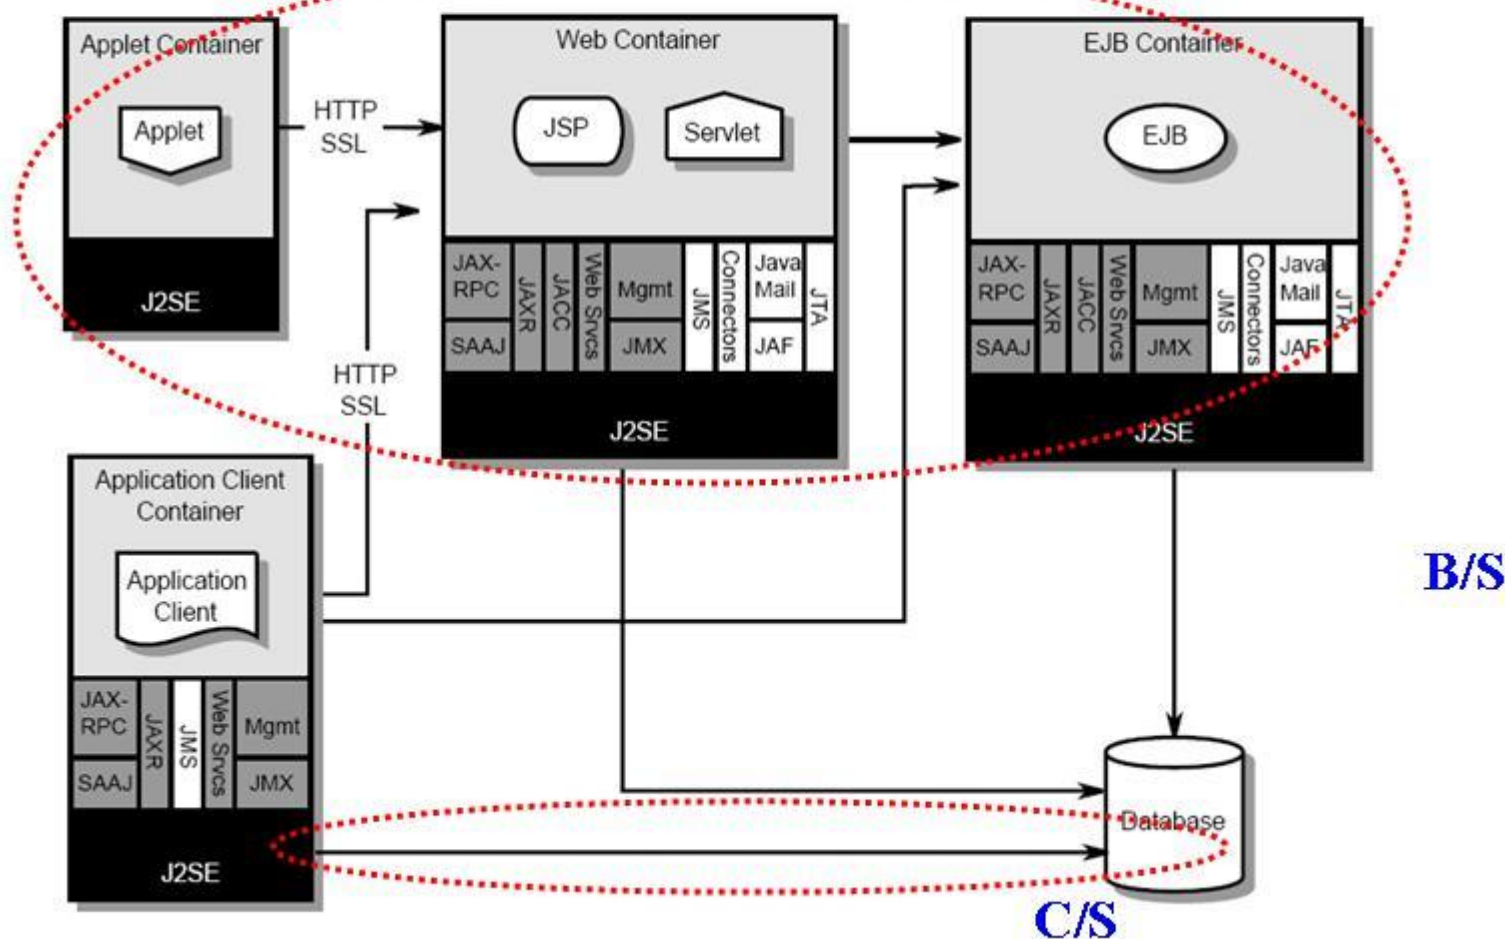 Applet Container
Applet
J2SE
HTTP
SSL
Web Container
JSP
Servlet
JAX-
RPC
SAAJ
JAXR
JACC
Web Srvcs
Mgmt
JMX
JMS
Connectors
Java
Mail
JAF
JTA
J2SE
EJB Container
EJB
JAX-
RPC
SAAJ
JAXR
JACC
Web Srvcs
Mgmt
JMX
JMS
Connectors
Java
Mail
JAF
JTA
J2SE
HTTP
SSL
Application Client
Container
Application
Client
JAX-
RPC
SAAJ
JAXR
JMS
Web Srvcs
Mgmt
JMX
J2SE
B/S
Database
C/S